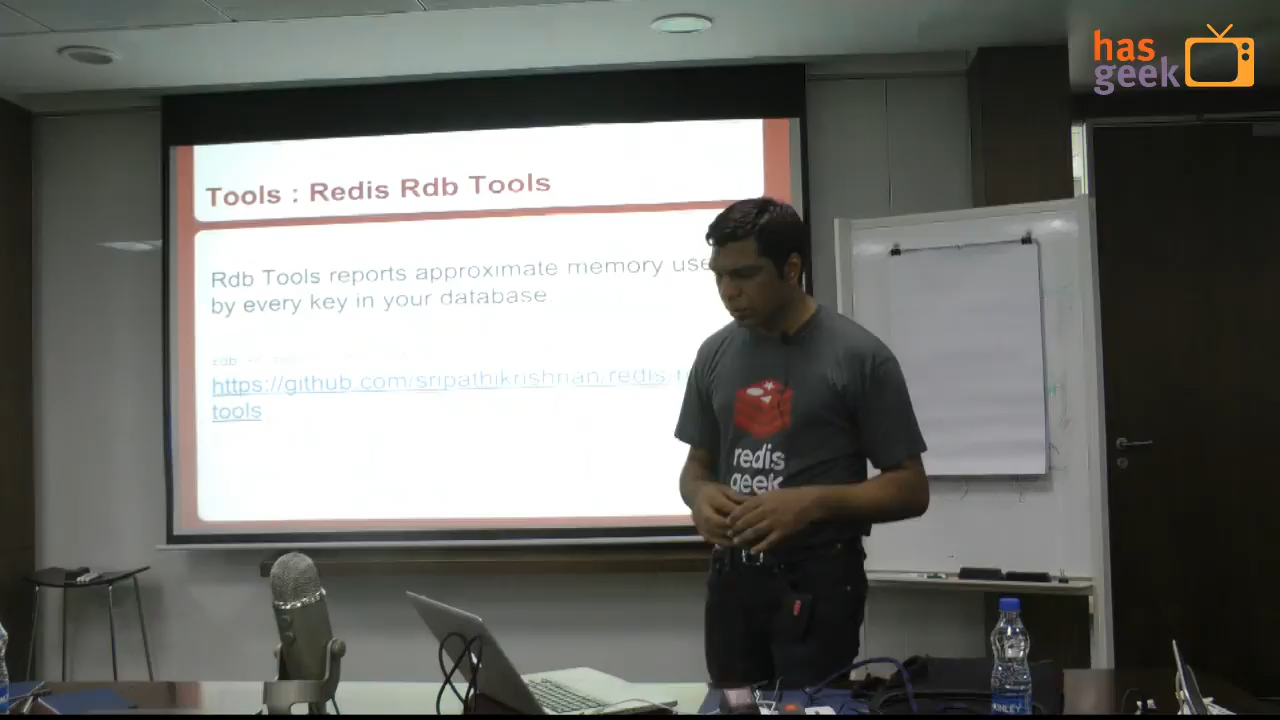 has
geek
Tools : Redis Rdb Tools
Rdb Tools reports approximate memory use
by every key in your database
rdb
https://github.com/sripathikrishnan/redis
tools
redis
geek